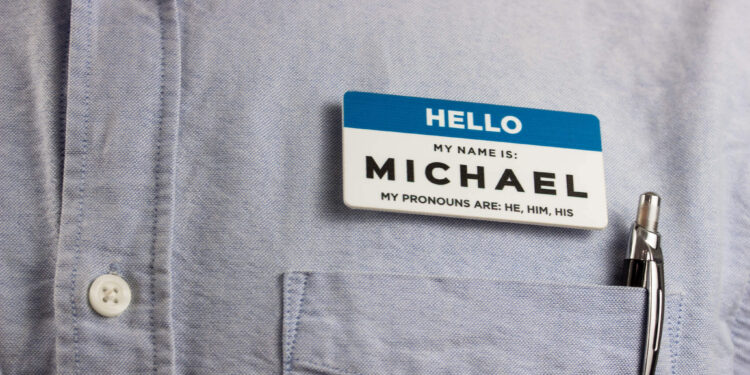 HELLO
MY NAME IS:
MICHAEL
MY PRONOUNS ARE: HE, HIM, HIS